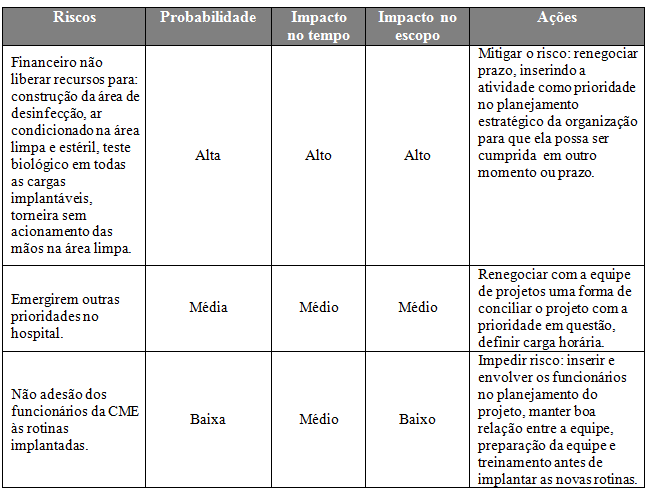 Riscos
Probabilidade
Impacto
no tempo
Impacto no
escopo
Ações
Financeiro não
liberar recursos para:
construção da área de
desinfecção, ar
condicionado na área
limpa e estéril, teste
biológico em todas
as cargas
implantáveis,
torneira sem
acionamento das
mãos na área limpa.
Alta
Alto
Alto
Mitigar o risco: renegociar
prazo, inserindo a
atividade como prioridade
no planejamento
estratégico da organização
para que ela possa ser
cumprida em outro
momento ou prazo.
Emergirem outras
prioridades no
hospital.
Média
Médio
Médio
Renegociar com a equipe
de projetos uma forma de
conciliar o projeto com a
prioridade em questão,
definir carga horária.
Não adesão dos
funcionários da CME
às rotinas
implantadas.
Baixa
Médio
Baixo
Impedir risco: inserir e
envolver os funcionários
no planejamento do
projeto, manter boa
relação entre a equipe,
preparação da equipe e
treinamento antes de
implantar as novas rotinas.